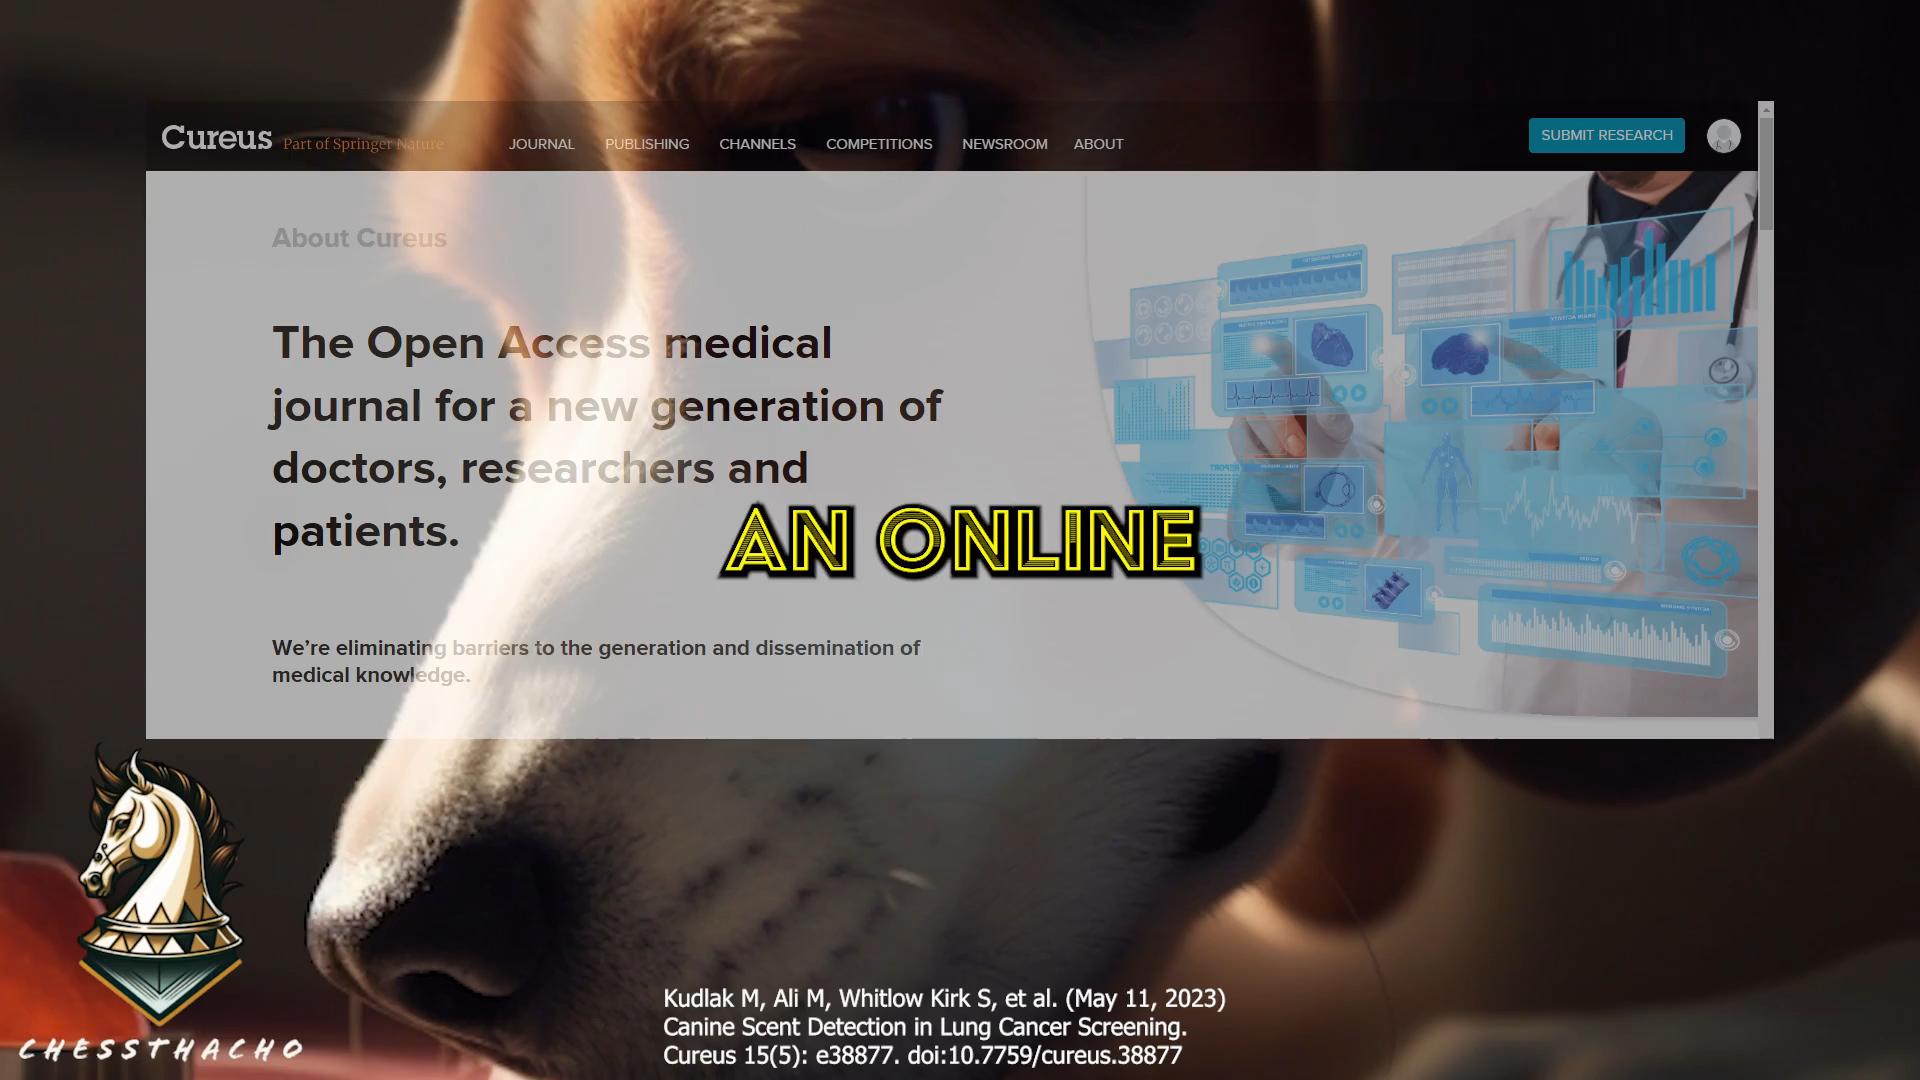 Cureus Part of Springer Nature JOURNAL PUBLISHING CHANNELS COMPETITIONS NEWSROOM ABOUT SUBMIT RESEARCH
About Cureus
The Open Access medical
journal for a new generation of
doctors, researchers and
patients.
AN ONLINE
We’re eliminating barriers to the generation and dissemination of
medical knowledge.
CHESSTHACHO
Kudlak M, Ali M, Whitlow Kirk S, et al. (May 11, 2023)
Canine Scent Detection in Lung Cancer Screening.
Cureus 15(5): e38877. doi:10.7759/cureus.38877